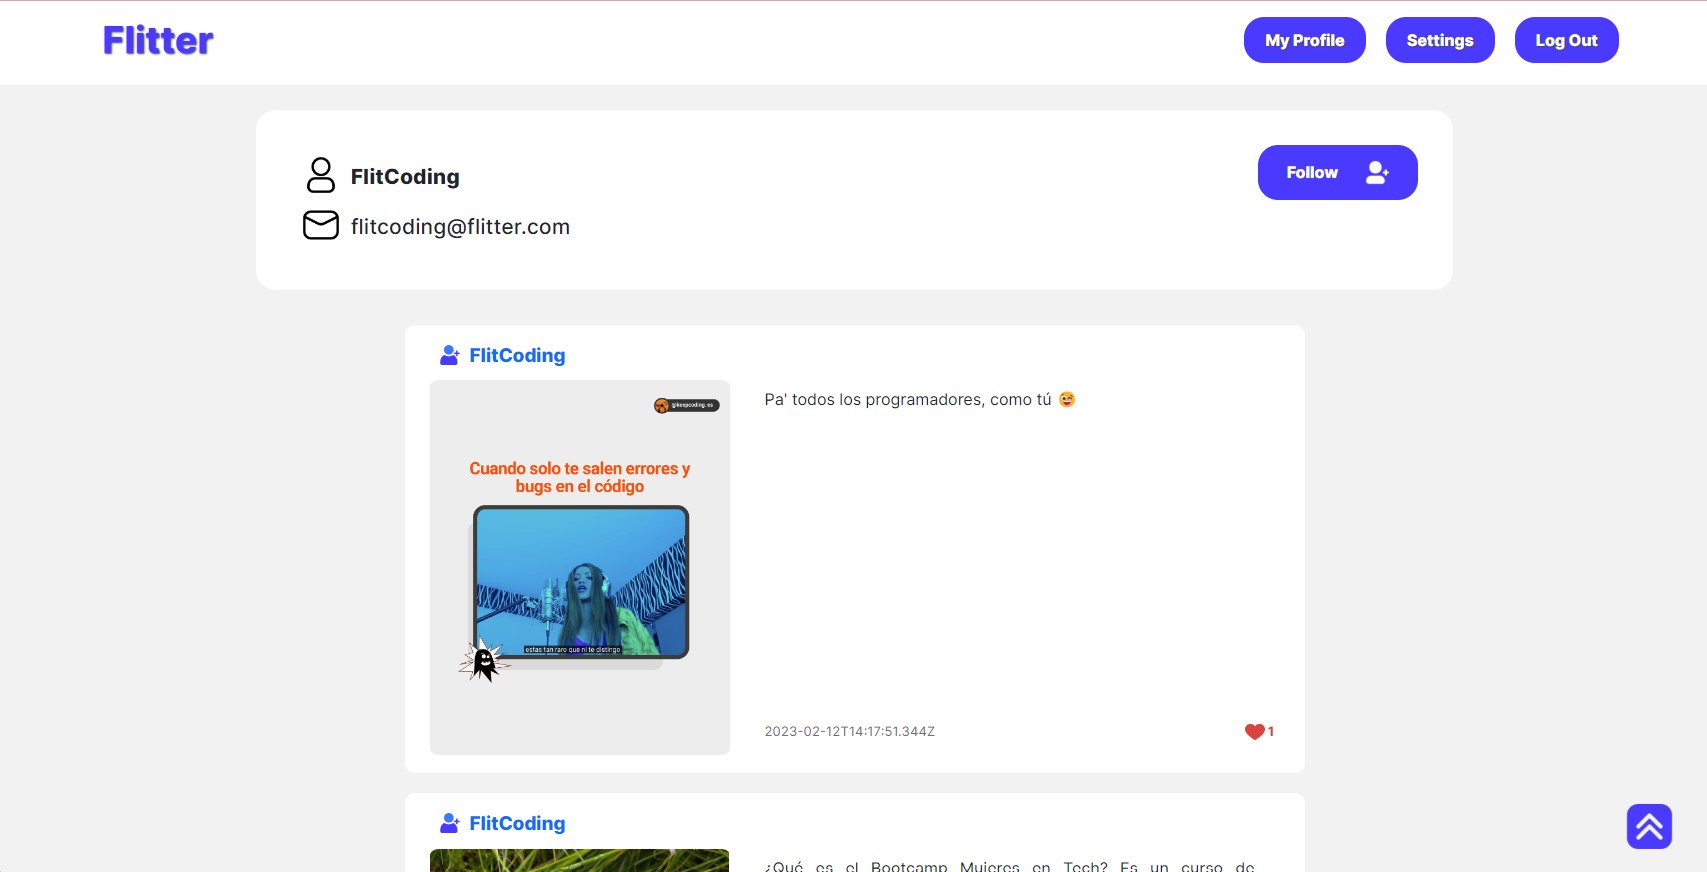 Flitter
My Profile
Settings
Log Out
FlitCoding
Follow
flitcoding@flitter.com
FlitCoding
@keepcoding_es
Cuando solo te salen errores y
bugs en el código
estas tan raro que ni te distingo
Pa' todos los programadores, como tú 😜
2023-02-12T14:17:51.344Z
1
FlitCoding
¿Qué es el Bootcamp Mujeres en Tech? Es un curso de